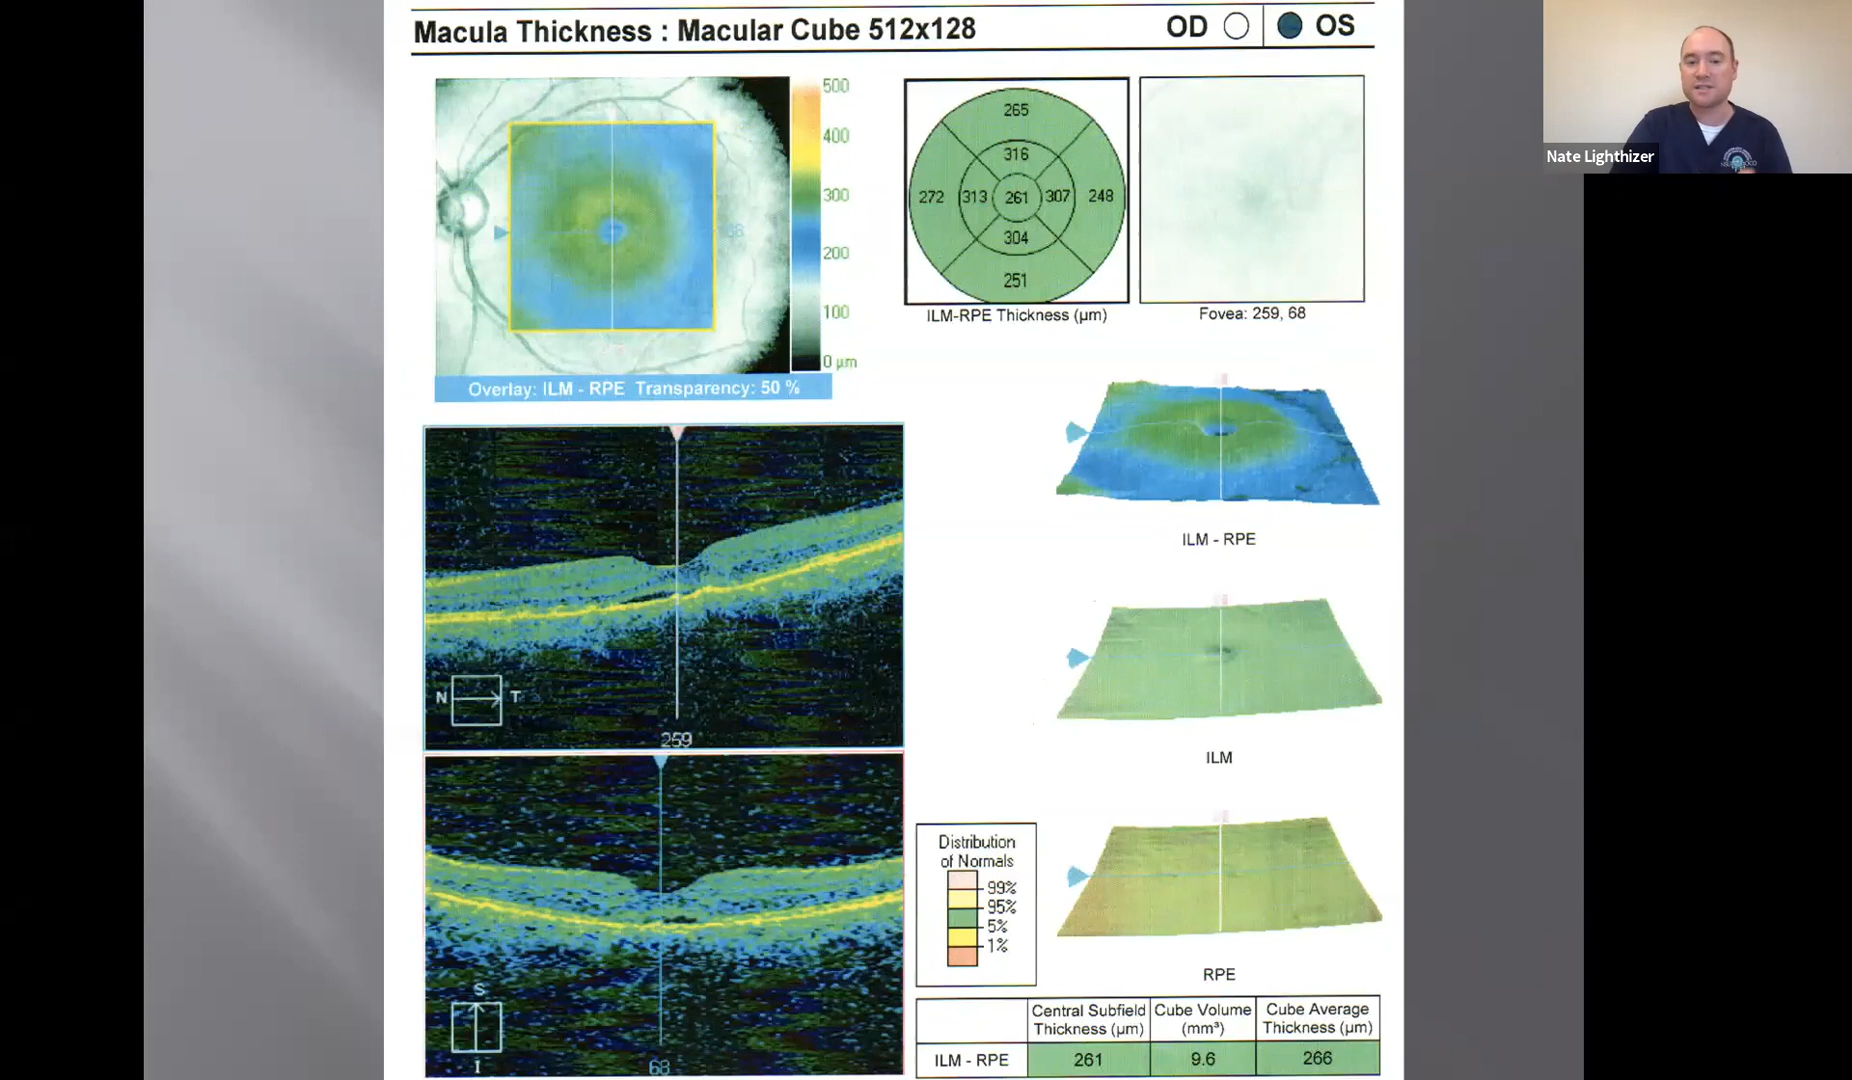 Macula Thickness : Macular Cube 512x128
OD OS
500
400
300
200
100
0 µm
Overlay: ILM - RPE Transparency: 50 %
265
316
272 313 261 307 248
304
251
ILM-RPE Thickness (µm)
Fovea: 259, 68
Nate Lighthizer
N T
259
S
I
68
ILM - RPE
ILM
RPE
Distribution
of Normals
99%
95%
5%
1%
Central Subfield Thickness (µm) Cube Volume (mm³) Cube Average Thickness (µm)
ILM - RPE 261 9.6 266